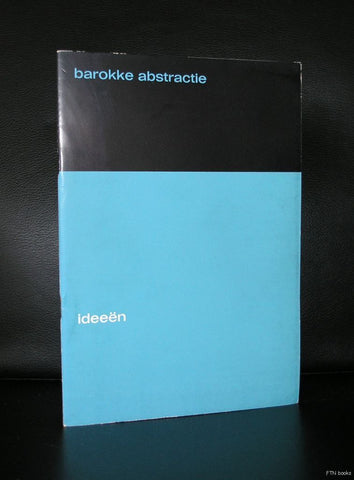 barokke abstractie
ideeën
FTN books